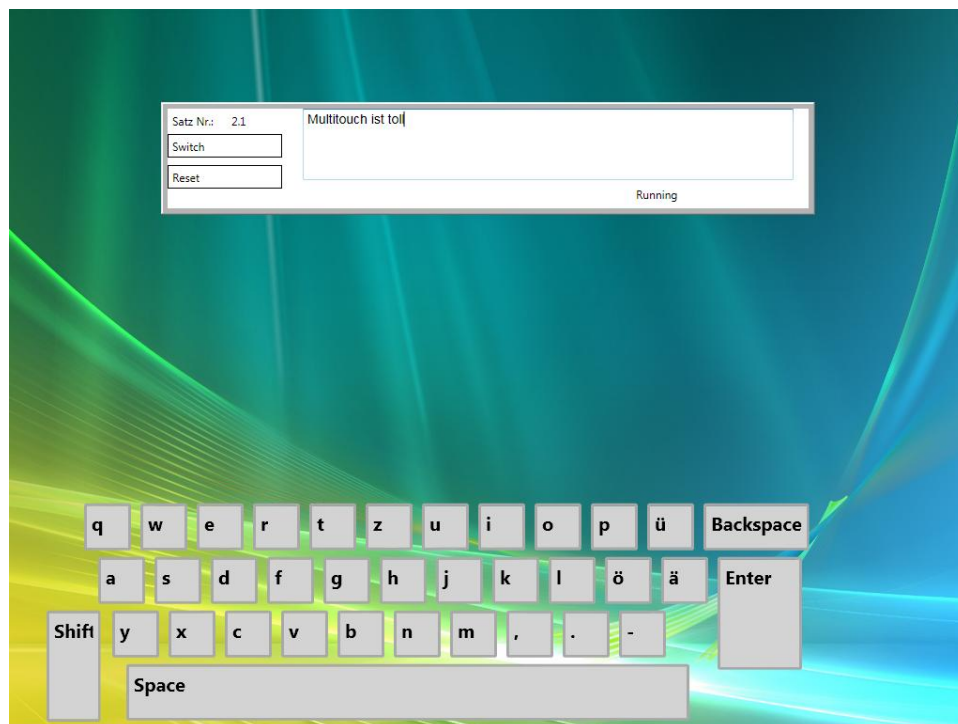 Satz Nr.: 2.1
Multitouch ist toll
Switch
Reset
Running
q w e r t z u i o p ü Backspace
a s d f g h j k l ö ä Enter
Shift y x c v b n m , . -
Space